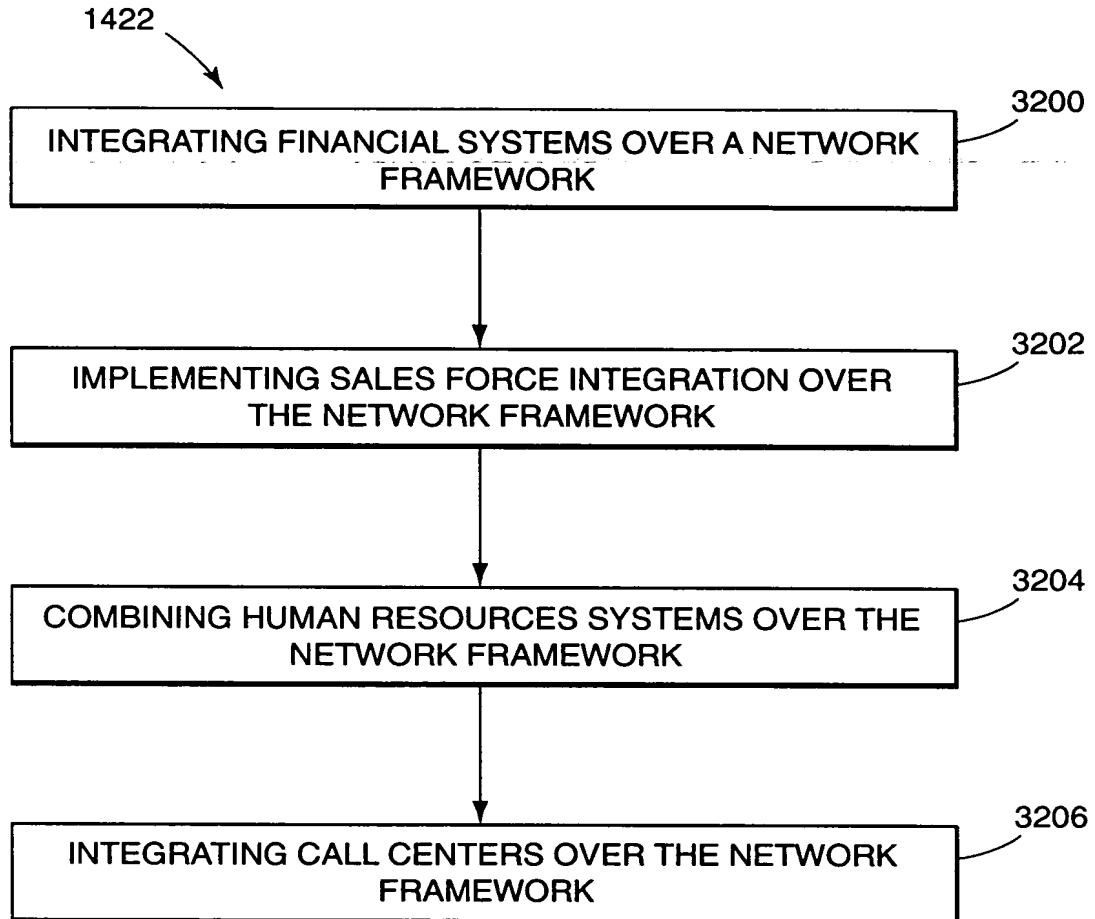 1422
3200
INTEGRATING FINANCIAL SYSTEMS OVER A NETWORK
FRAMEWORK
3202
IMPLEMENTING SALES FORCE INTEGRATION OVER
THE NETWORK FRAMEWORK
3204
COMBINING HUMAN RESOURCES SYSTEMS OVER THE
NETWORK FRAMEWORK
3206
INTEGRATING CALL CENTERS OVER THE NETWORK
FRAMEWORK